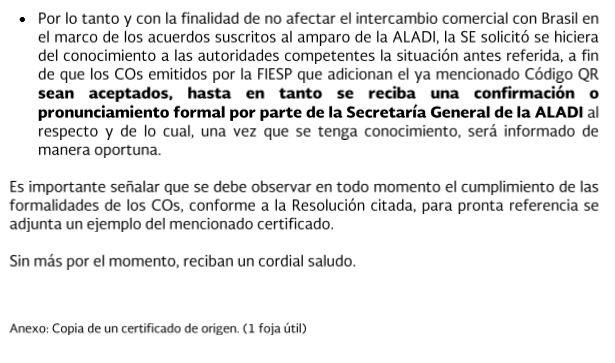 • Por lo tanto y con la finalidad de no afectar el intercambio comercial con Brasil en
el marco de los acuerdos suscritos al amparo de la ALADI, la SE solicitó se hiciera
del conocimiento a las autoridades competentes la situación antes referida, a fin
de que los COs emitidos por la FIESP que adicionan el ya mencionado Código QR
sean aceptados, hasta en tanto se reciba una confirmación o
pronunciamiento formal por parte de la Secretaría General de la ALADI al
respecto y de lo cual, una vez que se tenga conocimiento, será informado de
manera oportuna.
Es importante señalar que se debe observar en todo momento el cumplimiento de las
formalidades de los COs, conforme a la Resolución citada, para pronta referencia se
adjunta un ejemplo del mencionado certificado.
Sin más por el momento, reciban un cordial saludo.
Anexo: Copia de un certificado de origen. (1 foja útil)